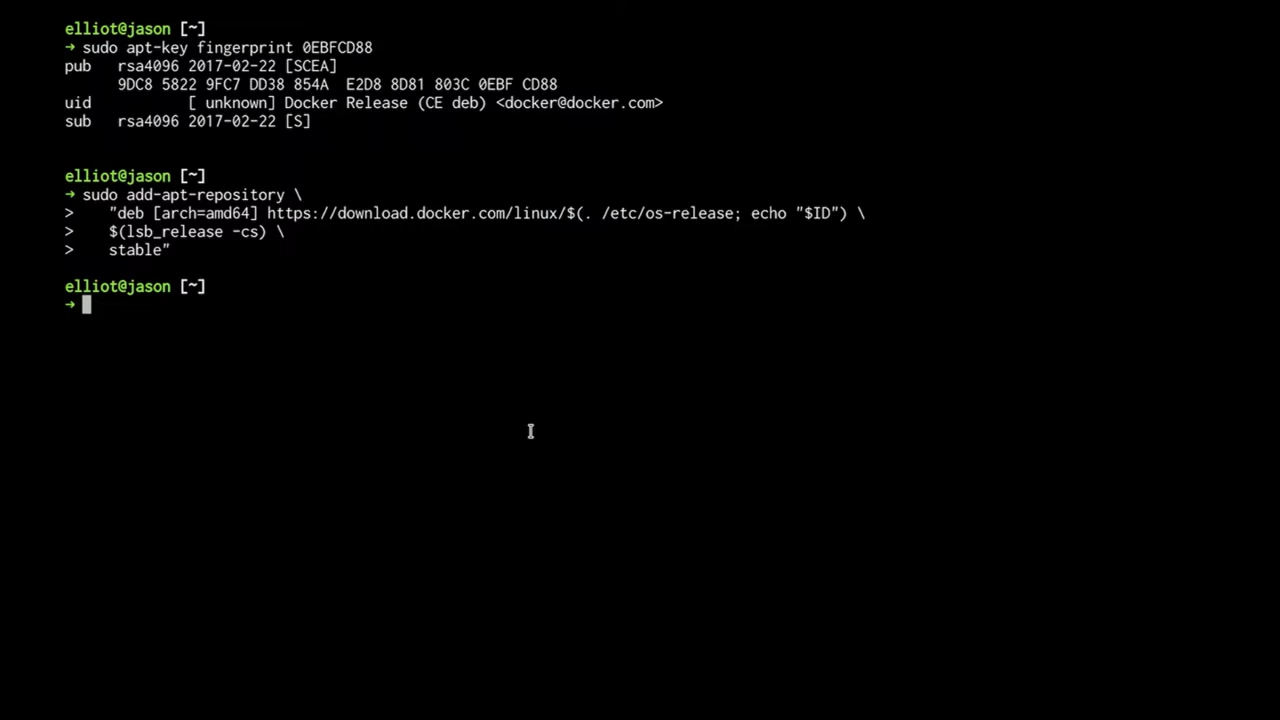 elliot@jason [~]
→ sudo apt-key fingerprint 0EBFCD88
pub   rsa4096 2017-02-22 [SCEA]
      9DC8 5822 9FC7 DD38 854A  E2D8 8D81 803C 0EBF CD88
uid           [ unknown] Docker Release (CE deb) <docker@docker.com>
sub   rsa4096 2017-02-22 [S]
elliot@jason [~]
→ sudo add-apt-repository \
>    "deb [arch=amd64] https://download.docker.com/linux/$(. /etc/os-release; echo "$ID") \
>    $(lsb_release -cs) \
>    stable"
elliot@jason [~]
→